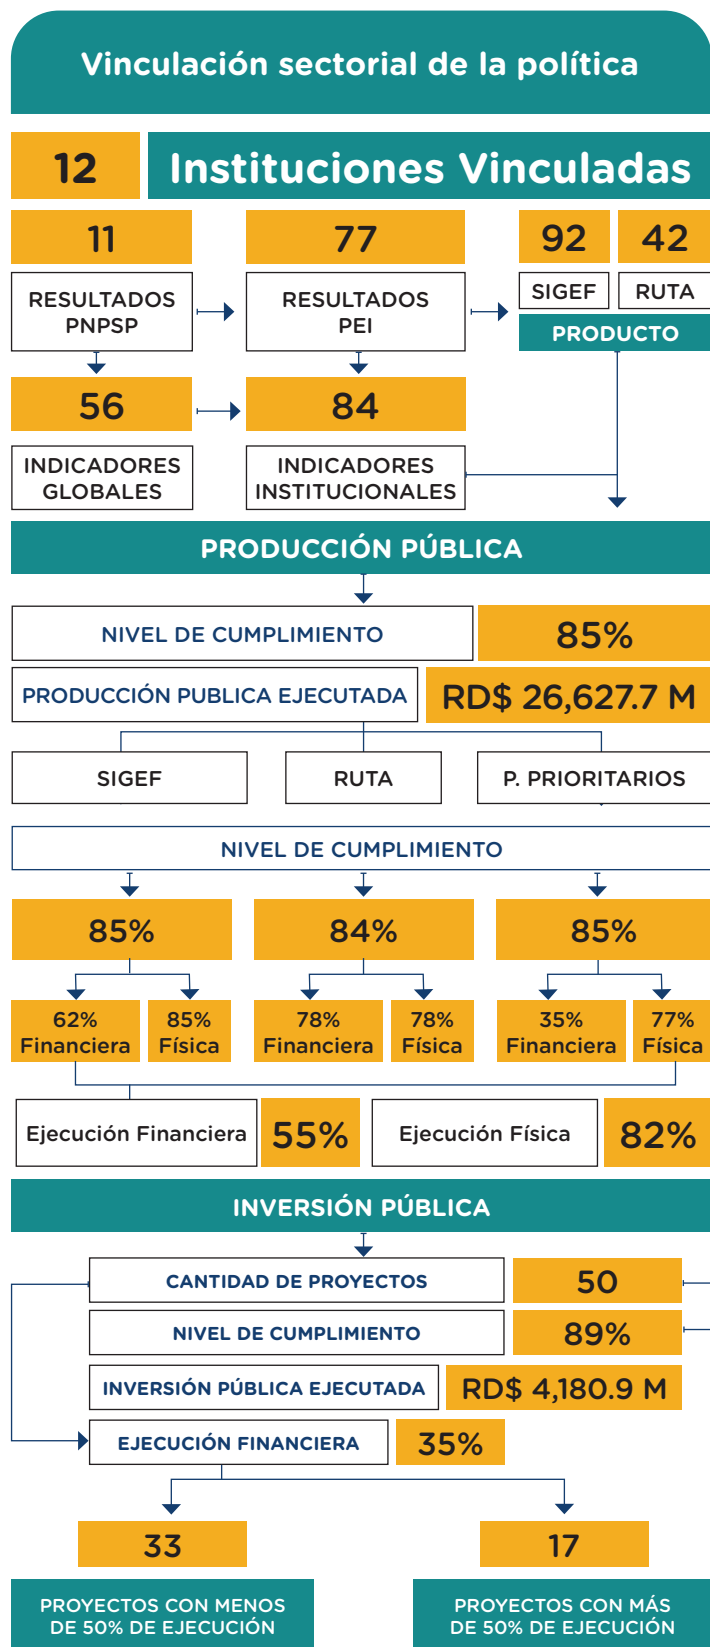 Vinculación sectorial de la política
12 Instituciones Vinculadas
11 77 92 42
RESULTADOS PNPSP
RESULTADOS PEI
SIGEF RUTA
PRODUCTO
56 84
INDICADORES GLOBALES
INDICADORES INSTITUCIONALES
PRODUCCIÓN PÚBLICA
NIVEL DE CUMPLIMIENTO 85%
PRODUCCIÓN PUBLICA EJECUTADA RD$ 26,627.7 M
SIGEF RUTA P. PRIORITARIOS
NIVEL DE CUMPLIMIENTO
85% 84% 85%
62% Financiera
85% Física
78% Financiera
78% Física
35% Financiera
77% Física
Ejecución Financiera 55% Ejecución Física 82%
INVERSIÓN PÚBLICA
CANTIDAD DE PROYECTOS 50
NIVEL DE CUMPLIMIENTO 89%
INVERSIÓN PÚBLICA EJECUTADA RD$ 4,180.9 M
EJECUCIÓN FINANCIERA 35%
33 17
PROYECTOS CON MENOS
DE 50% DE EJECUCIÓN
PROYECTOS CON MÁS
DE 50% DE EJECUCIÓN